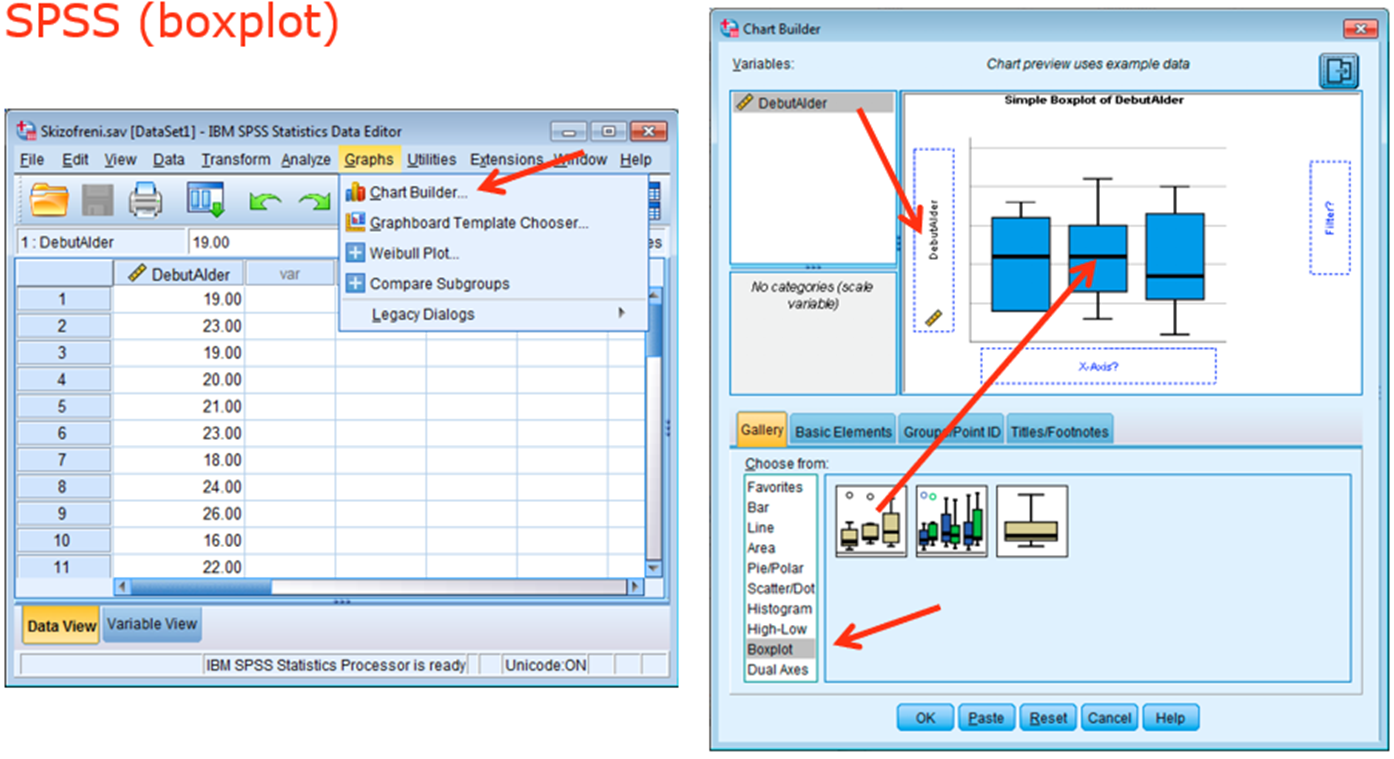 SPSS (boxplot)
Skizofreni.sav [DataSet1] - IBM SPSS Statistics Data Editor
File Edit View Data Transform Analyze Graphs Utilities Extensions Window Help
Chart Builder...
Graphboard Template Chooser...
Weibull Plot...
Compare Subgroups
Legacy Dialogs
1 : DebutAlder 19.00 es
DebutAlder var
1 19.00
2 23.00
3 19.00
4 20.00
5 21.00
6 23.00
7 18.00
8 24.00
9 26.00
10 16.00
11 22.00
Data View Variable View
IBM SPSS Statistics Processor is ready Unicode:ON
Chart Builder
Variables: Chart preview uses example data
DebutAlder
No categories (scale
variable)
Simple Boxplot of DebutAlder
DebutAlder
Filter?
X-Axis?
Gallery Basic Elements Groups/Point ID Titles/Footnotes
Choose from:
Favorites
Bar
Line
Area
Pie/Polar
Scatter/Dot
Histogram
High-Low
Boxplot
Dual Axes
OK Paste Reset Cancel Help